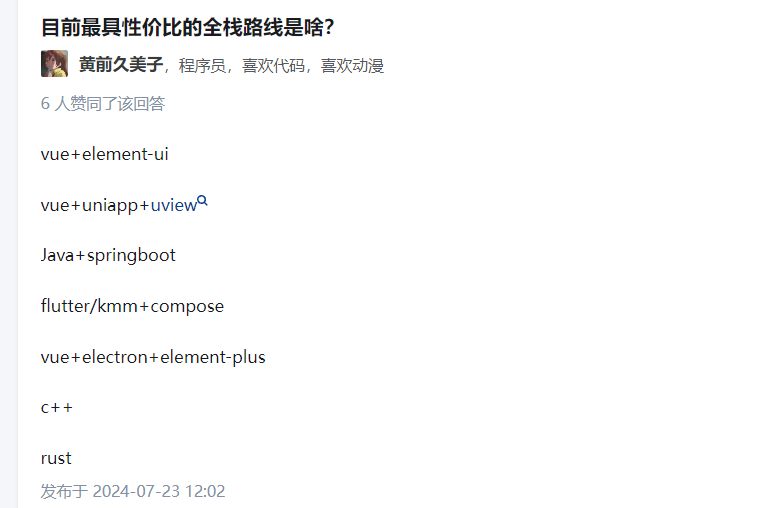 目前最具性价比的全栈路线是啥?
黄前久美子，程序员，喜欢代码，喜欢动漫
6 人赞同了该回答
vue+element-ui
vue+uniapp+uview
Java+springboot
flutter/kmm+compose
vue+electron+element-plus
c++
rust
发布于 2024-07-23 12:02